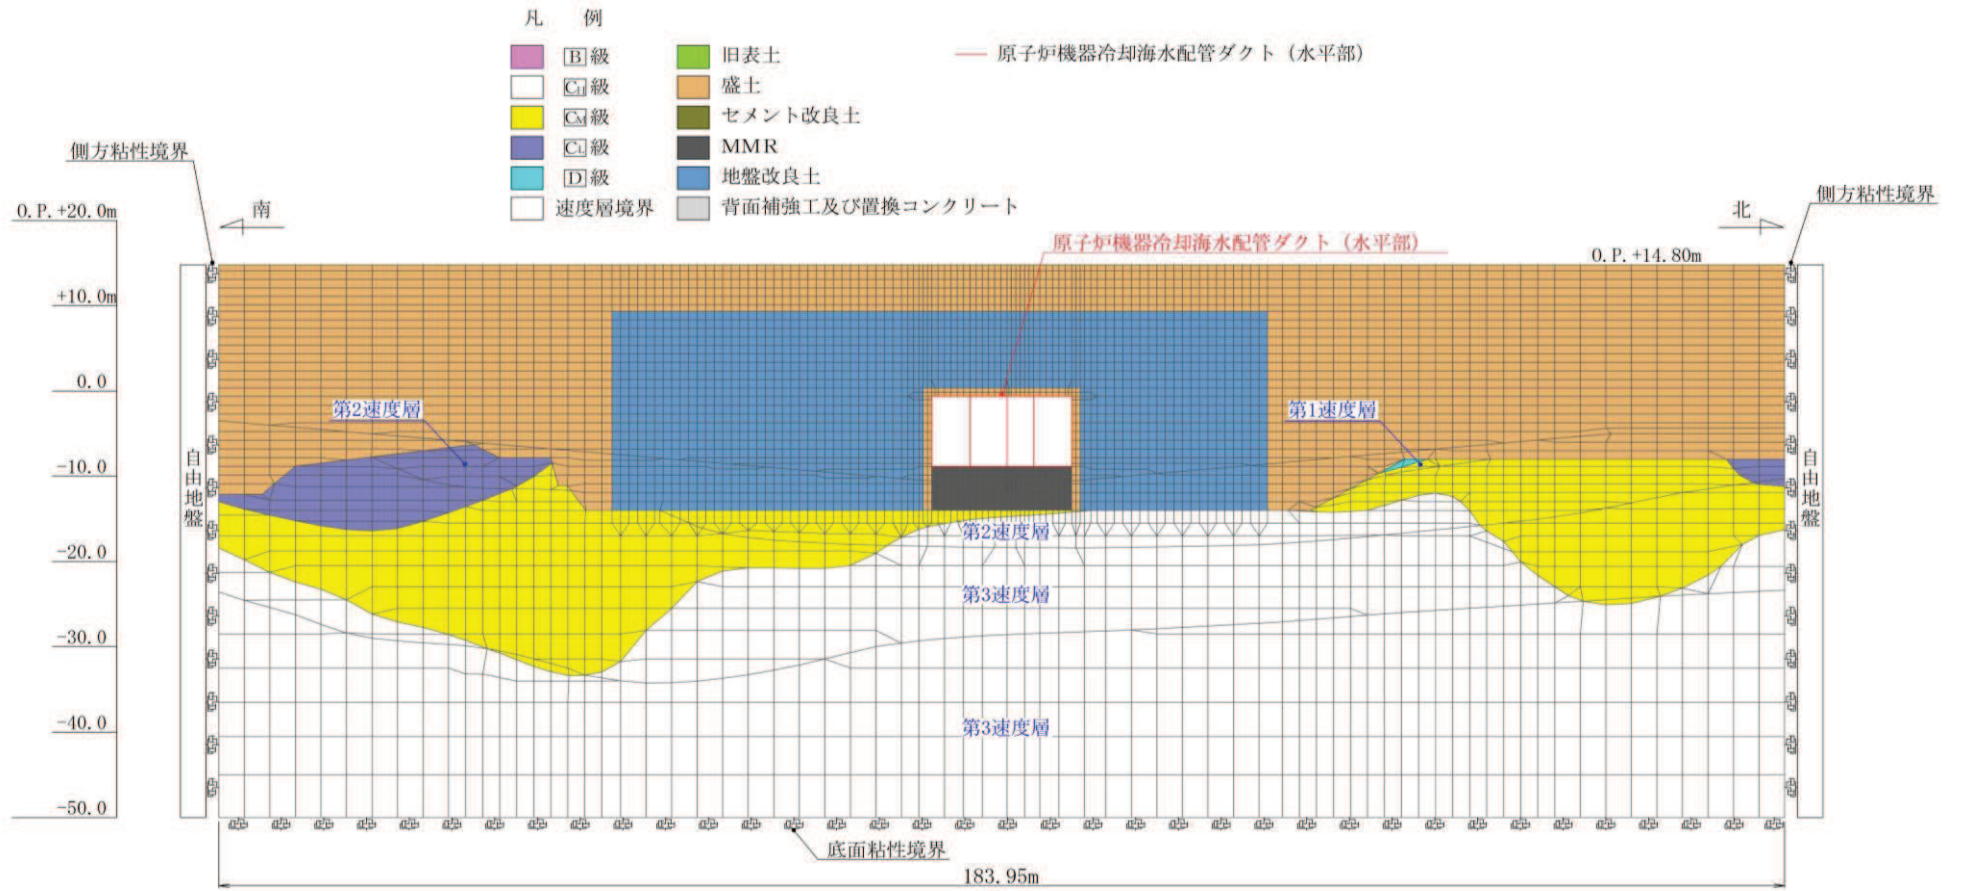 凡 例
B級
CH級
CM級
CL級
D級
速度層境界
旧表土
盛土
セメント改良土
MMR
地盤改良土
背面補強工及び置換コンクリート
原子炉機器冷却海水配管ダクト（水平部）
側方粘性境界
側方粘性境界
O.P.+20.0m
南
北
原子炉機器冷却海水配管ダクト（水平部）
O.P.+14.80m
+10.0m
0.0
第2速度層
第1速度層
-10.0
自由地盤
自由地盤
第2速度層
-20.0
第3速度層
-30.0
-40.0
第3速度層
-50.0
底面粘性境界
183.95m